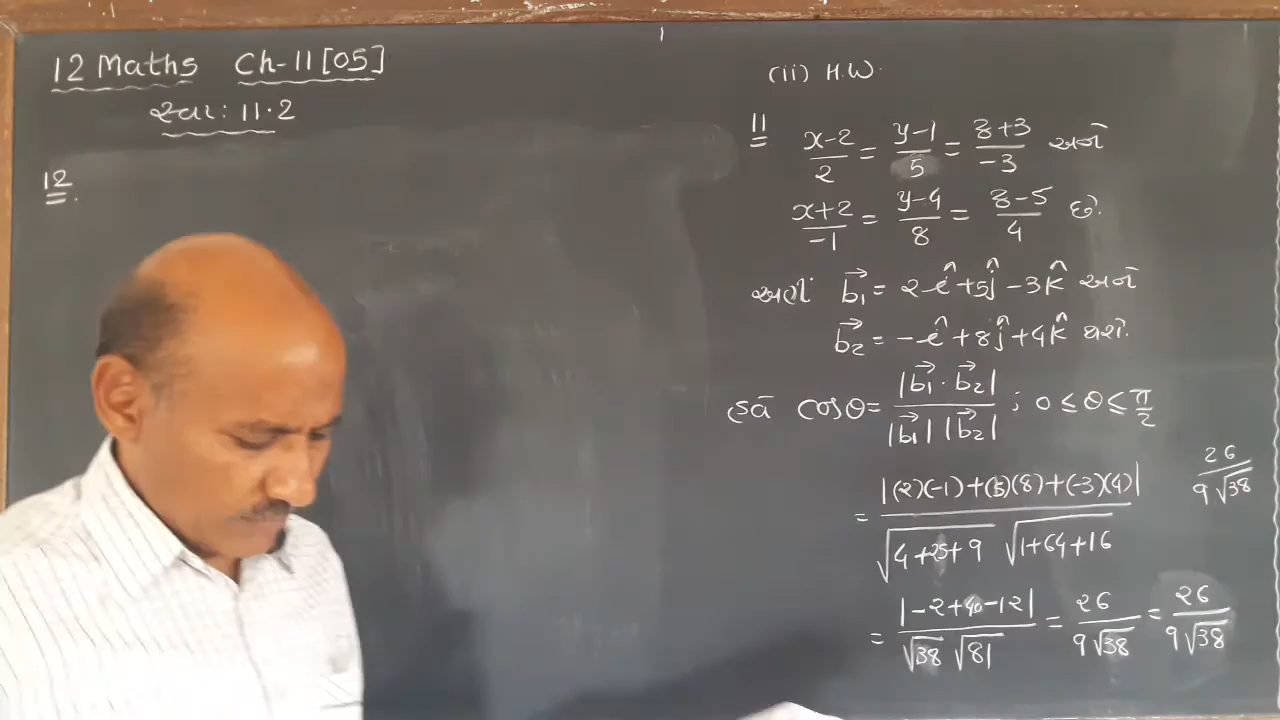 12 Maths Ch-11 [05]
સ્વા: 11.2
12.
(ii) H.W.
11 x-2/2 = y-1/5 = z+3/-3 અને
x+2/-1 = y-4/8 = z-5/4 છે.
અહીં b₁⃗ = 2î+5ĵ-3k̂ અને
b₂⃗ = -î+8ĵ+4k̂ થશે.
હવે cosθ = |b₁⃗ · b₂⃗| / |b₁⃗| |b₂⃗| ; 0 ≤ θ ≤ π/2
26/9√38
= |(2)(-1)+(5)(8)+(-3)(4)| / √4+25+9 √1+64+16
= |-2+40-12| / √38 √81 = 26/9√38 = 26/9√38